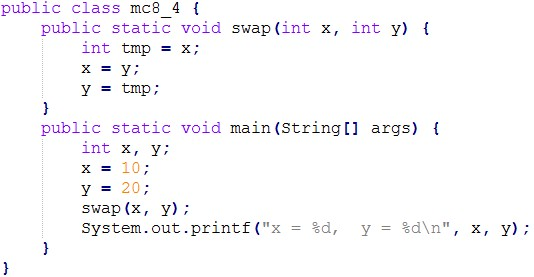 public class mc8_4 {
    public static void swap(int x, int y) {
        int tmp = x;
        x = y;
        y = tmp;
    }
    public static void main(String[] args) {
        int x, y;
        x = 10;
        y = 20;
        swap(x, y);
        System.out.printf("x = %d,  y = %d\n", x, y);
    }
}